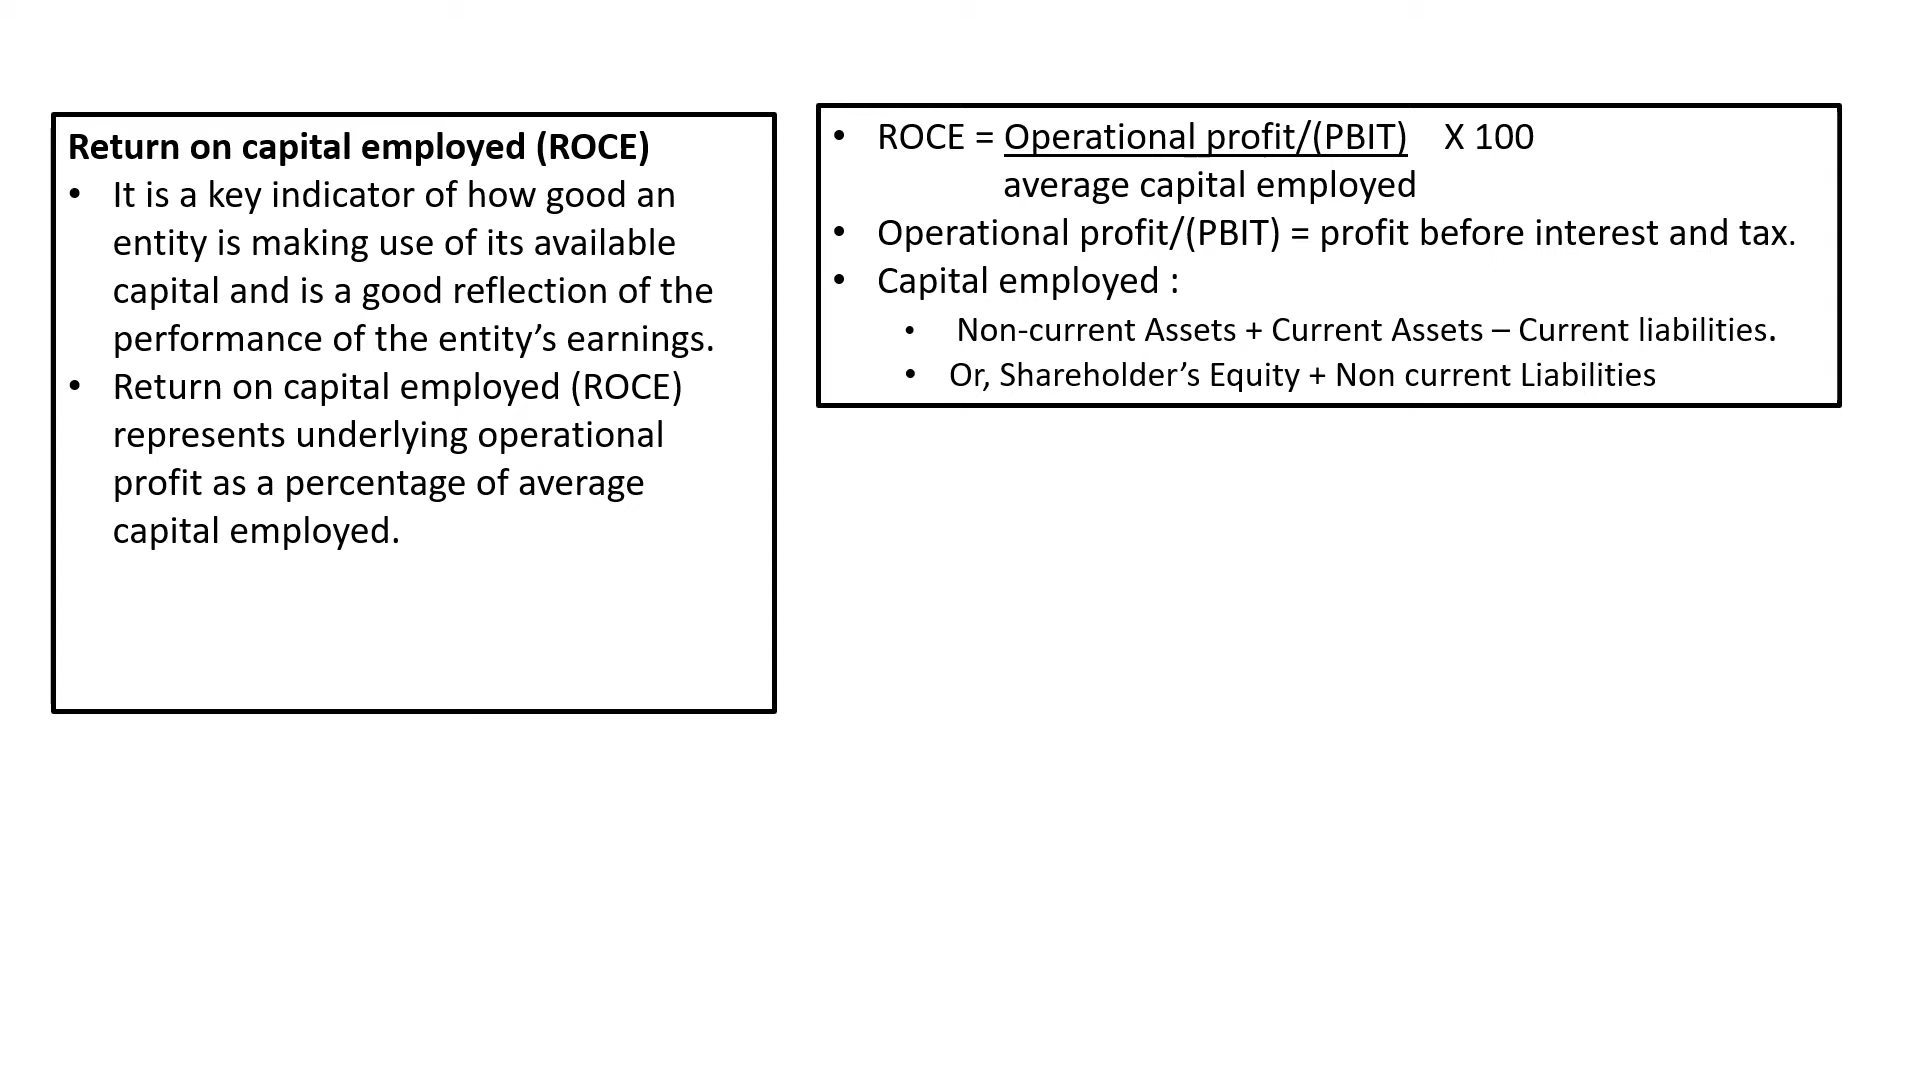 Return on capital employed (ROCE)
• It is a key indicator of how good an
entity is making use of its available
capital and is a good reflection of the
performance of the entity’s earnings.
• Return on capital employed (ROCE)
represents underlying operational
profit as a percentage of average
capital employed.
• ROCE = Operational profit/(PBIT) X 100
average capital employed
• Operational profit/(PBIT) = profit before interest and tax.
• Capital employed :
• Non-current Assets + Current Assets – Current liabilities.
• Or, Shareholder’s Equity + Non current Liabilities